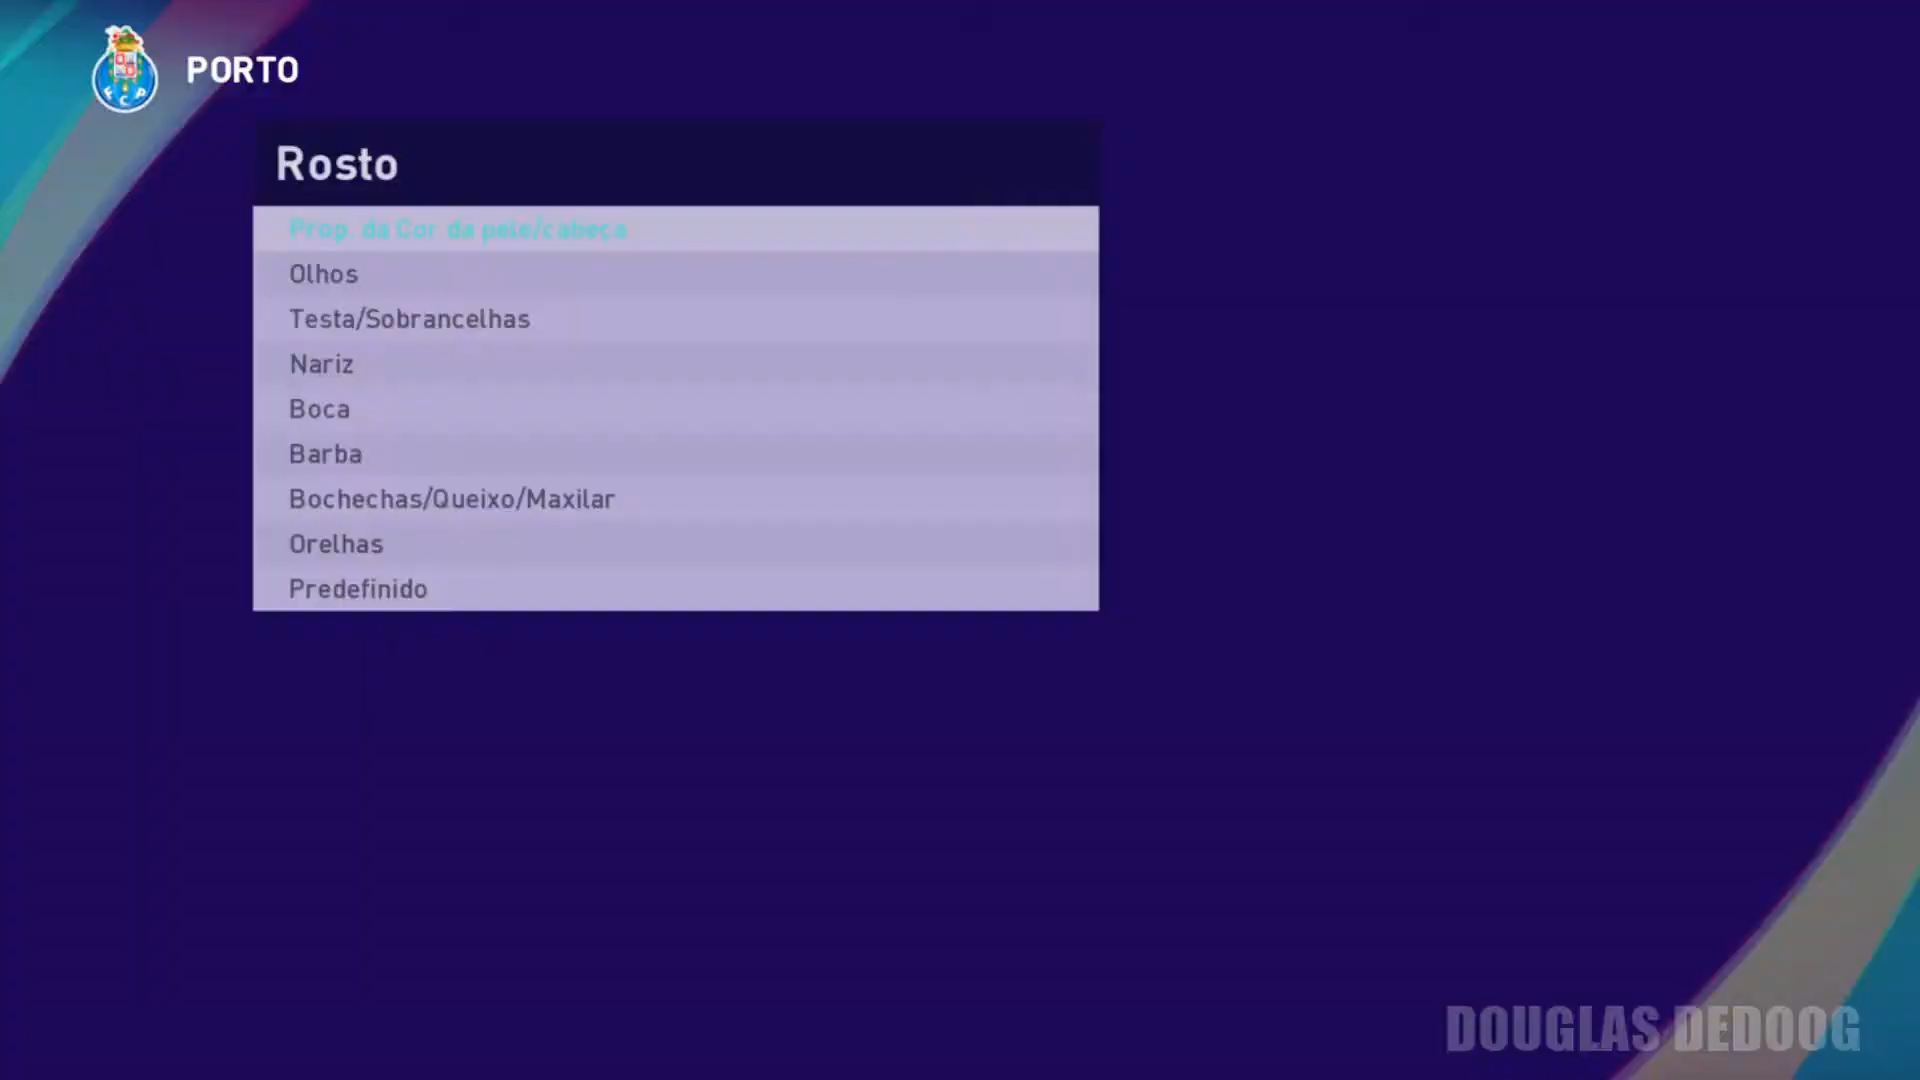 PORTO
Rosto
Prop. da Cor da pele/cabeça
Olhos
Testa/Sobrancelhas
Nariz
Boca
Barba
Bochechas/Queixo/Maxilar
Orelhas
Predefinido
DOUGLAS DEDOOG
FCP